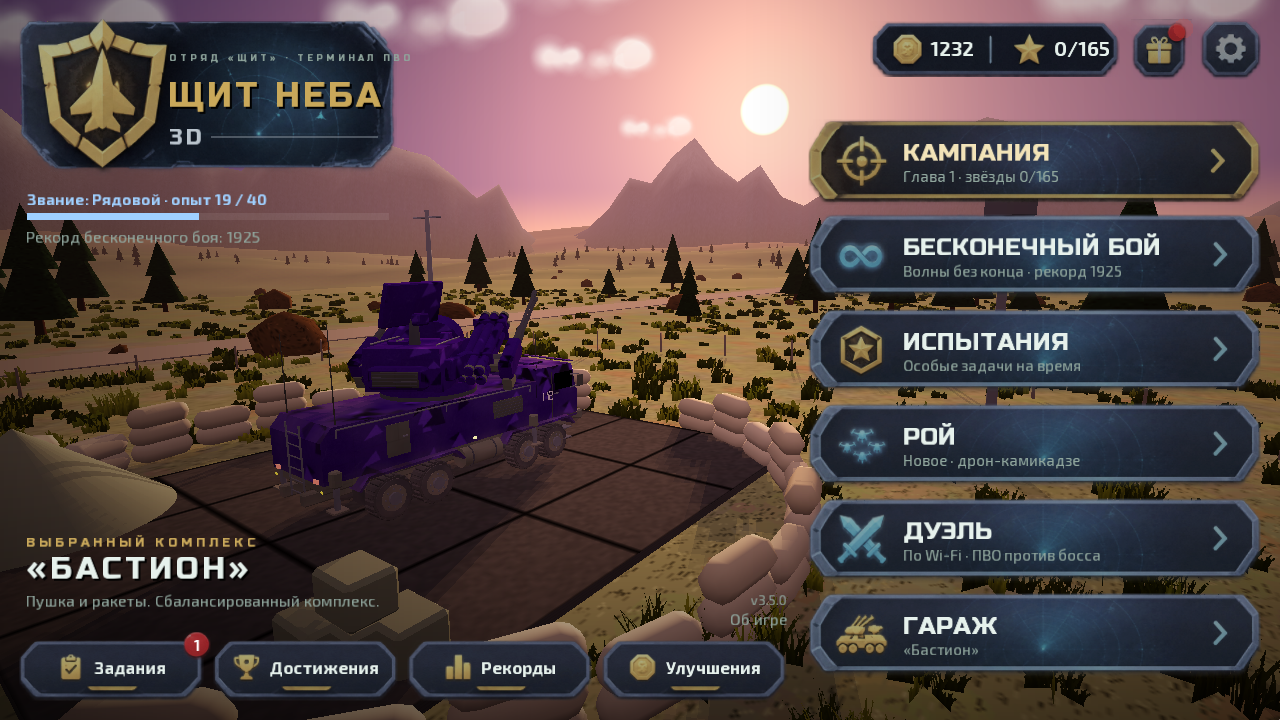 ОТРЯД «ЩИТ» · ТЕРМИНАЛ ПВО
ЩИТ НЕБА
3D
Звание: Рядовой · опыт 19 / 40
Рекорд бесконечного боя: 1925
1232
0/165
КАМПАНИЯ
Глава 1 · звёзды 0/165
БЕСКОНЕЧНЫЙ БОЙ
Волны без конца · рекорд 1925
ИСПЫТАНИЯ
Особые задачи на время
РОЙ
Новое · дрон-камикадзе
ДУЭЛЬ
По Wi-Fi · ПВО против босса
ГАРАЖ
«Бастион»
ВЫБРАННЫЙ КОМПЛЕКС
«БАСТИОН»
Пушка и ракеты. Сбалансированный комплекс.
v3.5.0
Об игре
Задания
1
Достижения
Рекорды
Улучшения